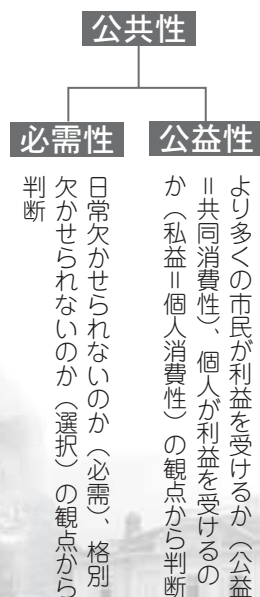 公共性
公益性
より多くの市民が利益を受けるか（公益
＝共同消費性）、個人が利益を受けるの
か（私益＝個人消費性）の観点から判断
必需性
日常欠かせられないのか（必需）、格別
欠かせられないのか（選択）の観点から
判断